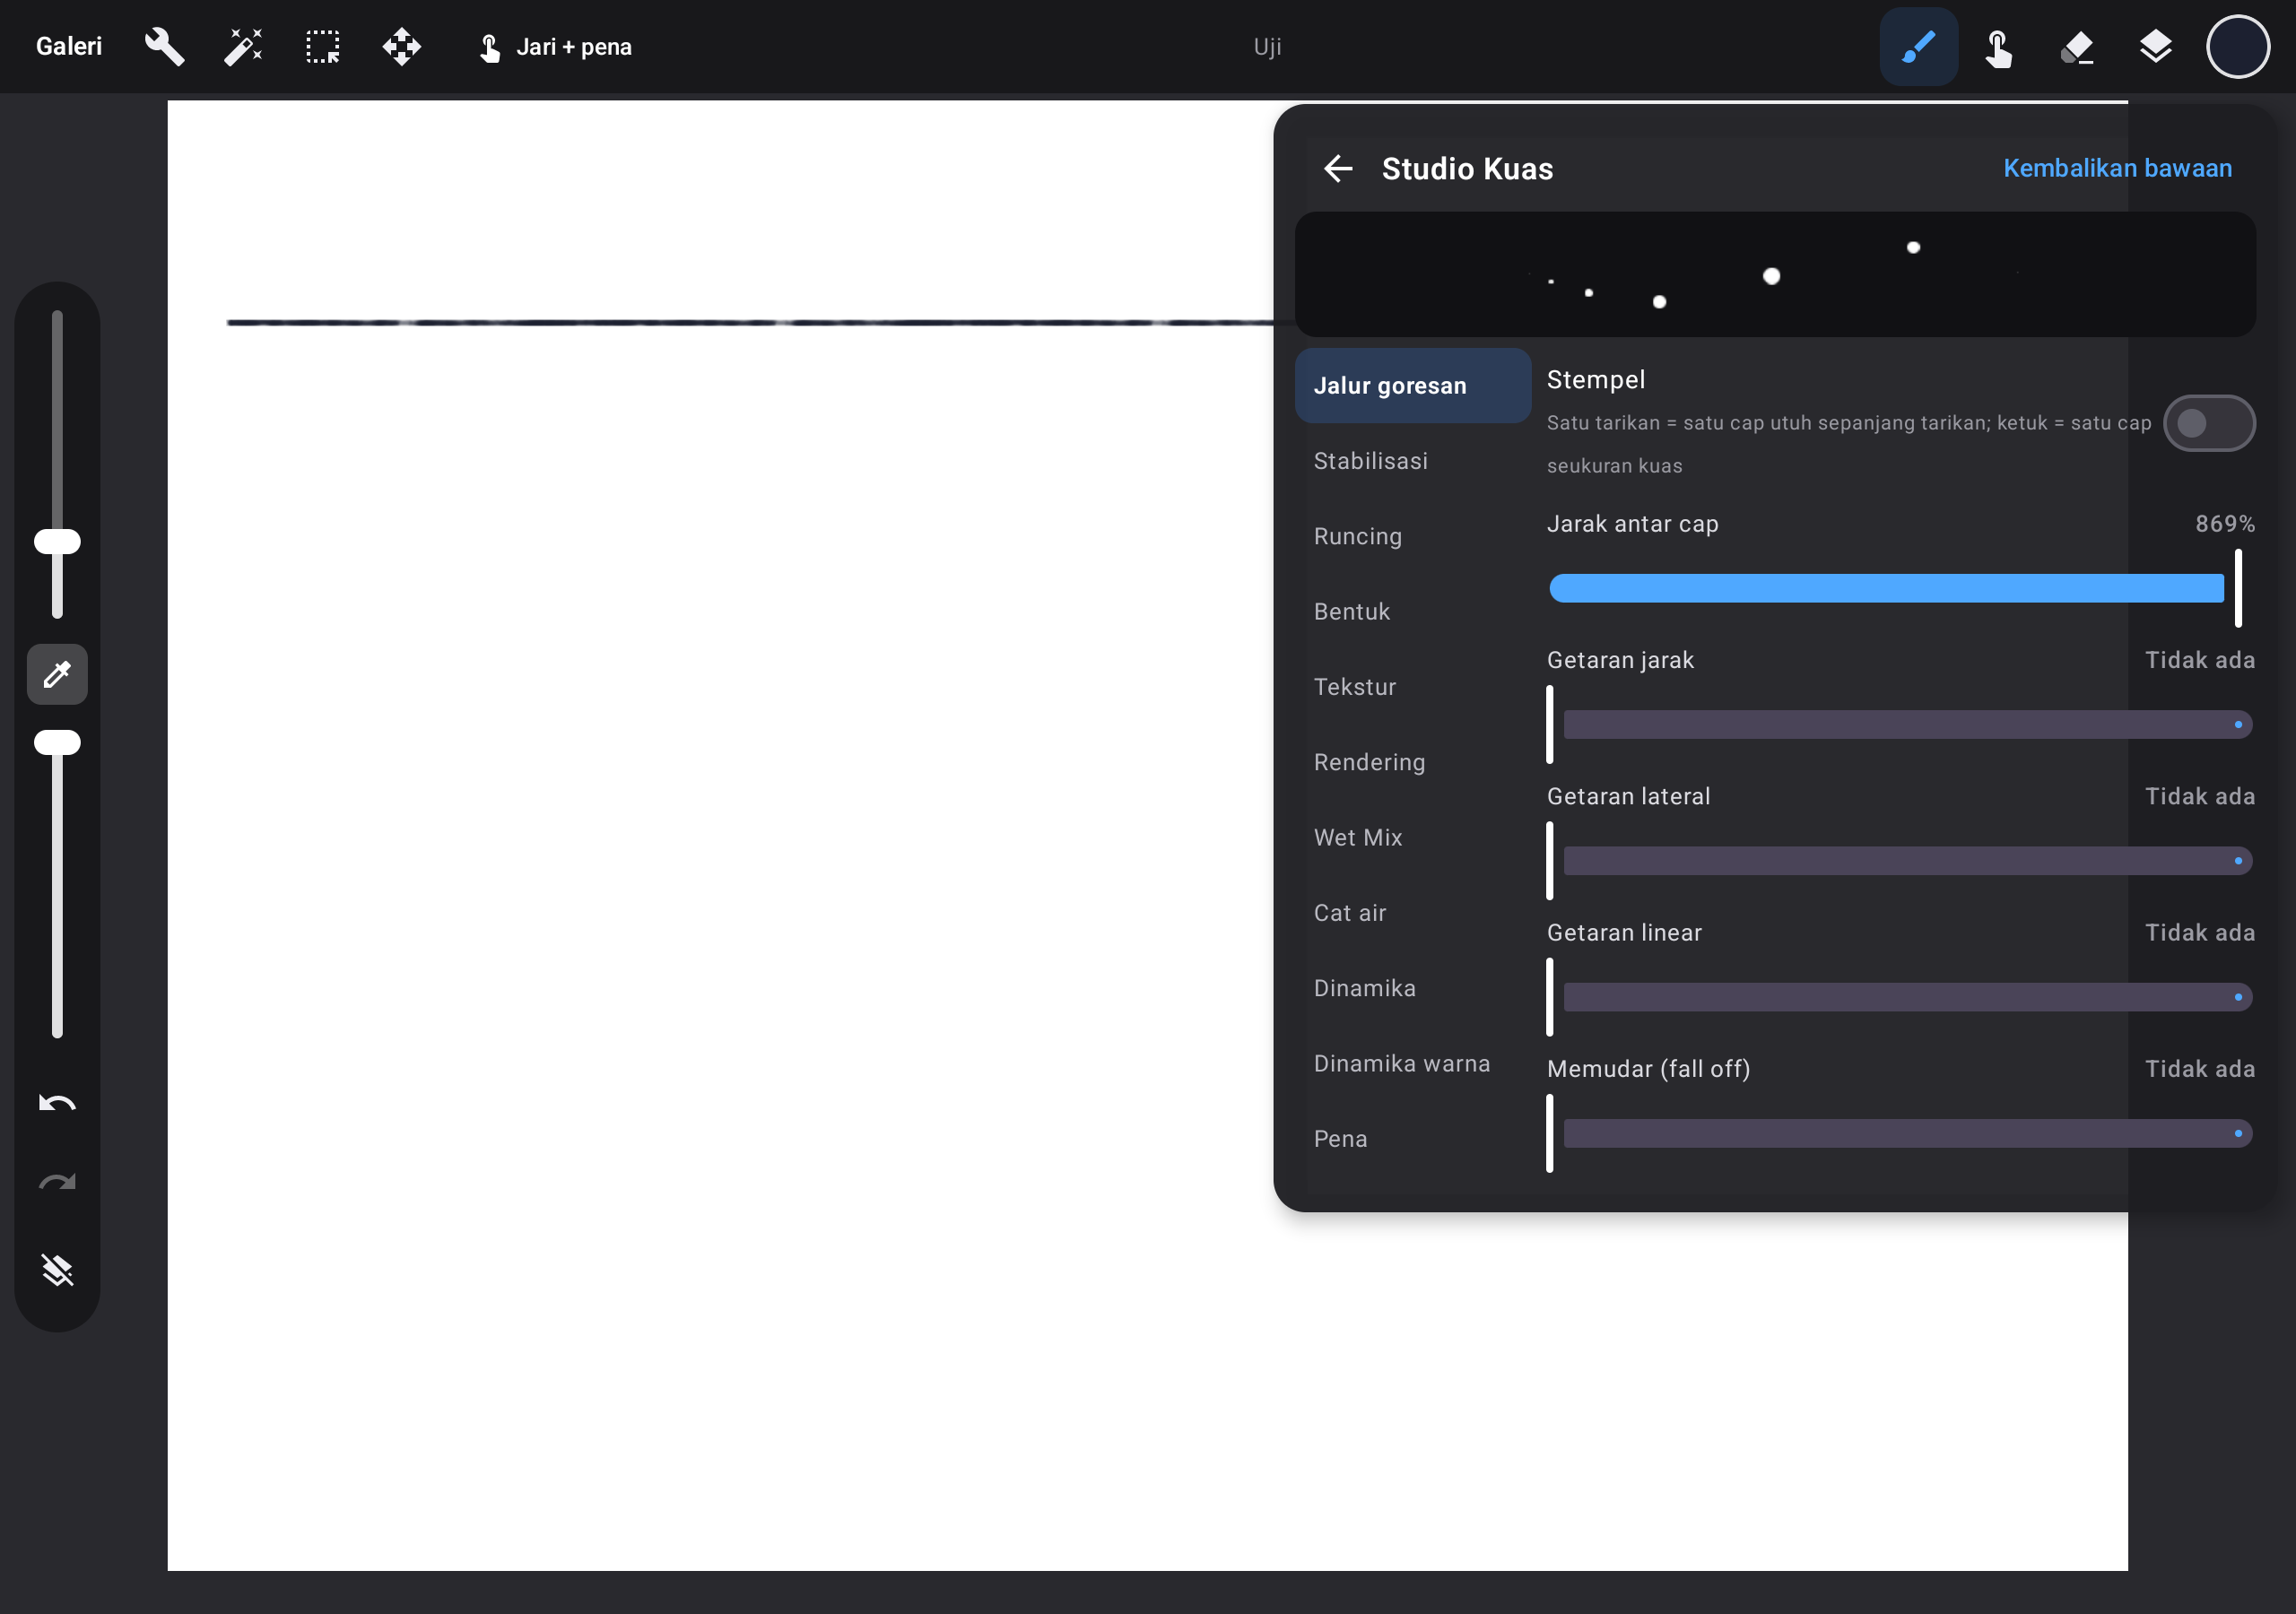 Galeri
Jari + pena
Uji
Studio Kuas
Kembalikan bawaan
Jalur goresan
Stabilisasi
Runcing
Bentuk
Tekstur
Rendering
Wet Mix
Cat air
Dinamika
Dinamika warna
Pena
Stempel
Satu tarikan = satu cap utuh sepanjang tarikan; ketuk = satu cap
seukuran kuas
Jarak antar cap 869%
Getaran jarak Tidak ada
Getaran lateral Tidak ada
Getaran linear Tidak ada
Memudar (fall off) Tidak ada